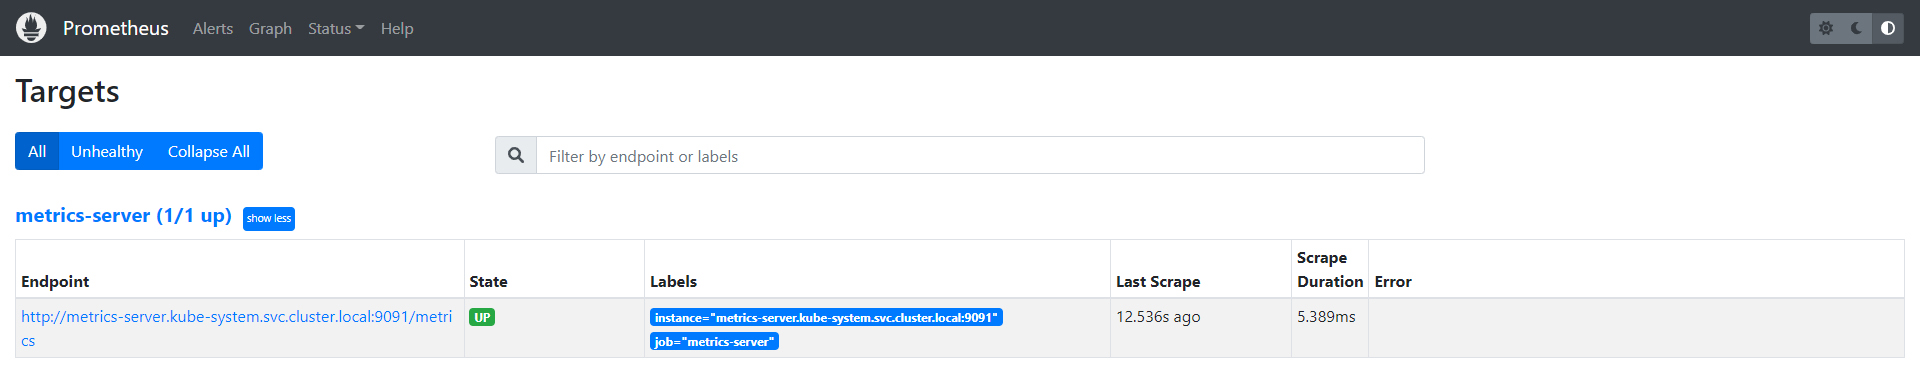 Prometheus Alerts Graph Status Help
Targets
All Unhealthy Collapse All
Filter by endpoint or labels
metrics-server (1/1 up) show less
Endpoint State Labels Last Scrape Scrape Duration Error
http://metrics-server.kube-system.svc.cluster.local:9091/metri
cs
UP
instance="metrics-server.kube-system.svc.cluster.local:9091"
job="metrics-server"
12.536s ago
5.389ms